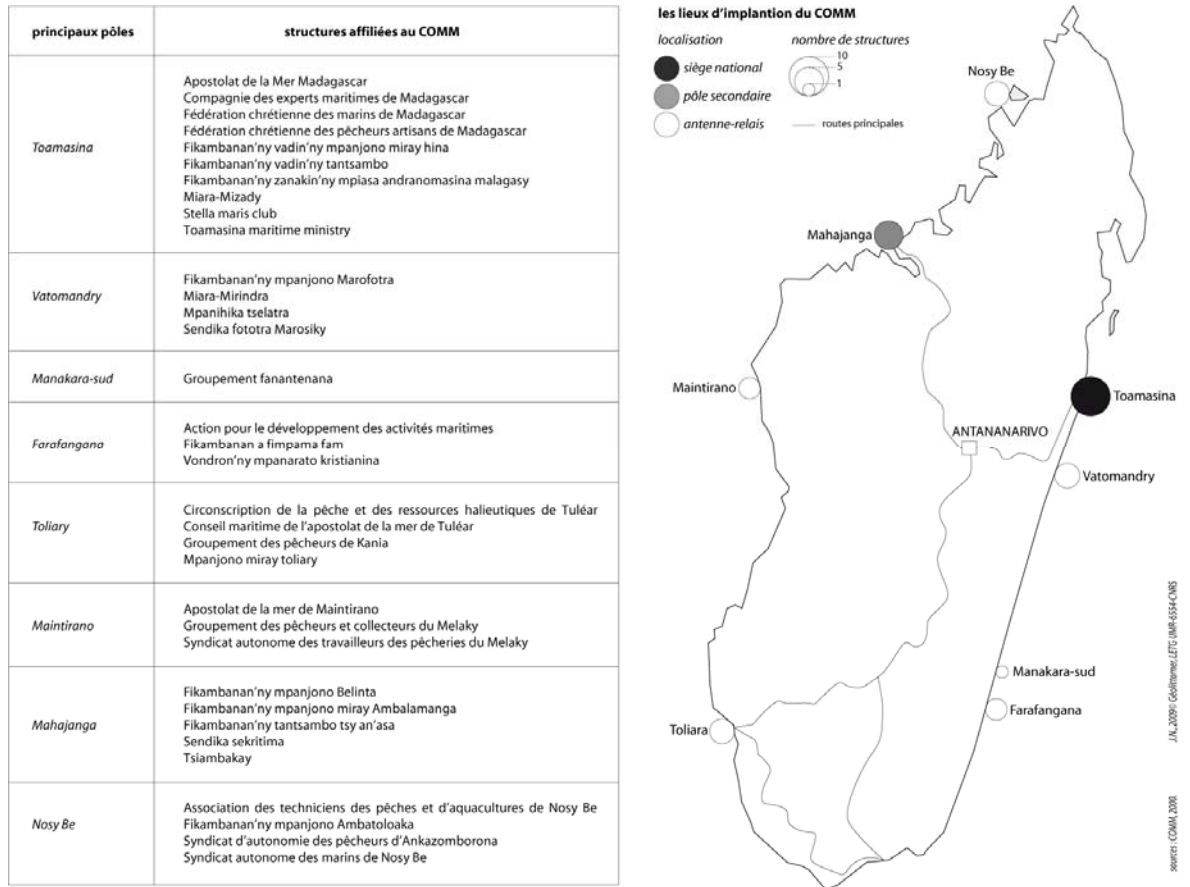 principaux pôles
structures affiliées au COMM
Toamasina
Apostolat de la Mer Madagascar
Compagnie des experts maritimes de Madagascar
Fédération chrétienne des marins de Madagascar
Fédération chrétienne des pêcheurs artisans de Madagascar
Fikambanan'ny vadin'ny mpanjono miray hina
Fikambanan'ny vadin'ny tantsambo
Fikambanan'ny zanakin'ny mpiasa andranomasina malagasy
Miara-Mizady
Stella maris club
Toamasina maritime ministry
Vatomandry
Fikambanan'ny mpanjono Marofotra
Miara-Mirindra
Mpanihika tselatra
Sendika fototra Marosiky
Manakara-sud
Groupement fanantenana
Farafangana
Action pour le développement des activités maritimes
Fikambanan a fimpama fam
Vondron'ny mpanarato kristianina
Toliary
Circonscription de la pêche et des ressources halieutiques de Tuléar
Conseil maritime de l'apostolat de la mer de Tuléar
Groupement des pêcheurs de Kania
Mpanjono miray toliary
Maintirano
Apostolat de la mer de Maintirano
Groupement des pêcheurs et collecteurs du Melaky
Syndicat autonome des travailleurs des pêcheries du Melaky
Mahajanga
Fikambanan'ny mpanjono Belinta
Fikambanan'ny mpanjono miray Ambalamanga
Fikambanan'ny tantsambo tsy an'asa
Sendika sekritima
Tsiambakay
Nosy Be
Association des techniciens des pêches et d'aquacultures de Nosy Be
Fikambanan'ny mpanjono Ambatoloaka
Syndicat d'autonomie des pêcheurs d'Ankazomborona
Syndicat autonome des marins de Nosy Be
les lieux d'implantion du COMM
localisation
siège national
pôle secondaire
antenne-relais
nombre de structures
10
5
1
routes principales
Nosy Be
Mahajanga
Maintirano
Toamasina
ANTANANARIVO
Vatomandry
Manakara-sud
Farafangana
Toliara
J.N., 2009© Géolittomer, LETG-UMR-6554-CNRS
sources : COMM, 2000.